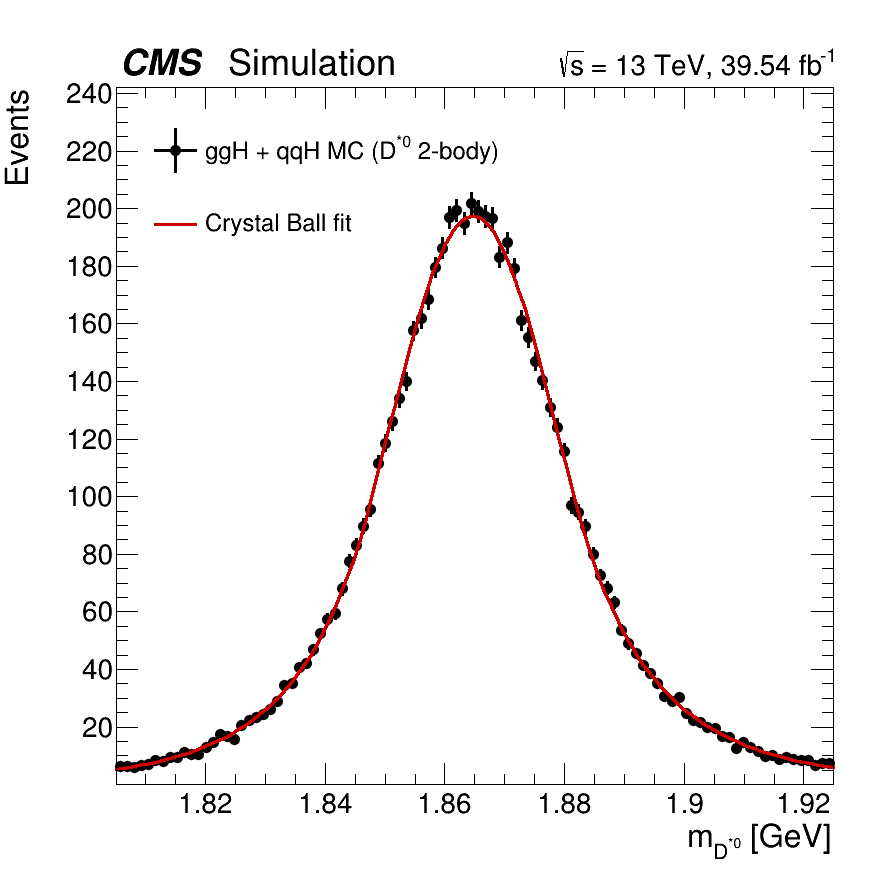 CMS Simulation
√s = 13 TeV, 39.54 fb⁻¹
Events
240
220
200
180
160
140
120
100
80
60
40
20
ggH + qqH MC (D*0 2-body)
Crystal Ball fit
1.82 1.84 1.86 1.88 1.9 1.92
m_D*0 [GeV]